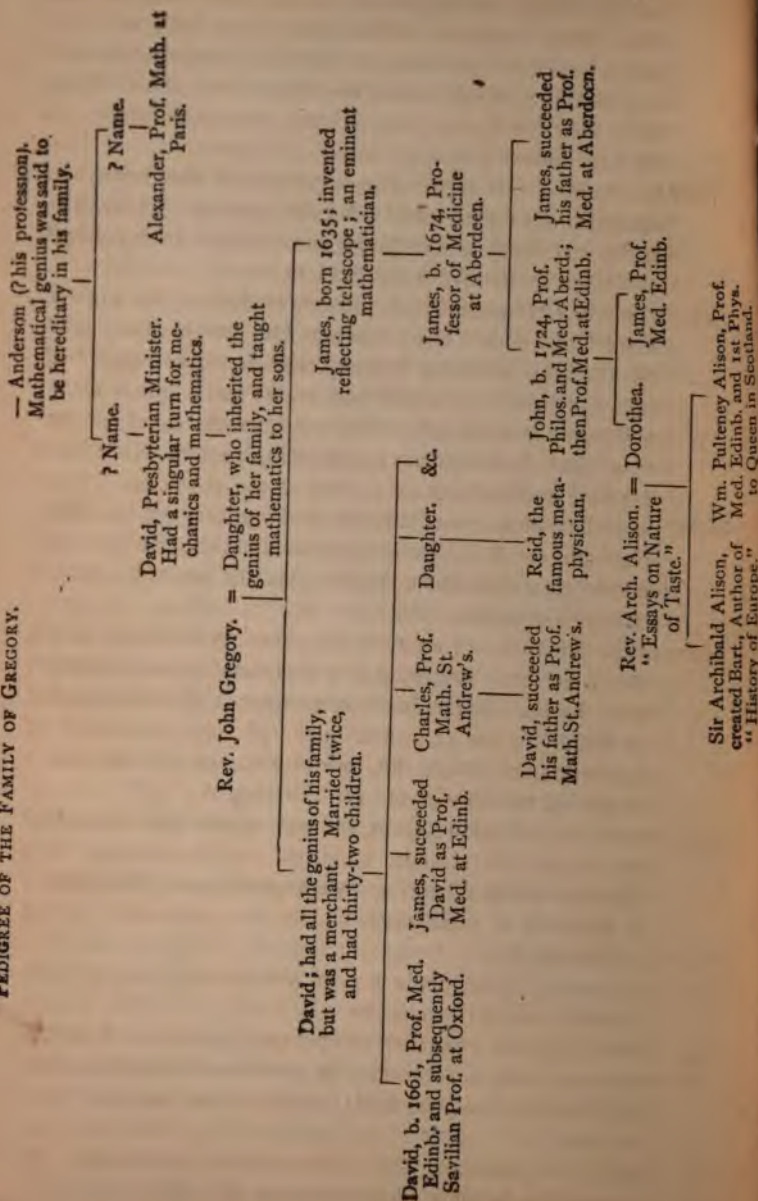 PEDIGREE OF THE FAMILY OF GREGORY.
— Anderson (? his profession).
Mathematical genius was said to
be hereditary in his family.
? Name.
? Name.
David, Presbyterian Minister.
Had a singular turn for me-
chanics and mathematics.
Alexander, Prof. Math. at
Paris.
Rev. John Gregory. = Daughter, who inherited the
genius of her family, and taught
mathematics to her sons.
David; had all the genius of his family,
but was a merchant. Married twice,
and had thirty-two children.
James, born 1635; invented
reflecting telescope; an eminent
mathematician.
David, b. 1661, Prof. Med.
Edinb. and subsequently
Savilian Prof. at Oxford.
James, succeeded
David as Prof.
Med. at Edinb.
Charles, Prof.
Math. St.
Andrew's.
Daughter.
&c.
James, b. 1674, Pro-
fessor of Medicine
at Aberdeen.
David, succeeded
his father as Prof.
Math. St. Andrew's.
Reid, the
famous meta-
physician.
John, b. 1724, Prof.
Philos. and Med. Aberd.;
then Prof. Med. at Edinb.
James, succeeded
his father as Prof.
Med. at Aberdeen.
Rev. Arch. Alison. = Dorothea.
"Essays on Nature
of Taste."
James, Prof.
Med. Edinb.
Sir Archibald Alison,
created Bart., Author of
"History of Europe."
Wm. Pulteney Alison, Prof.
Med. Edinb. and 1st Phys.
to Queen in Scotland.